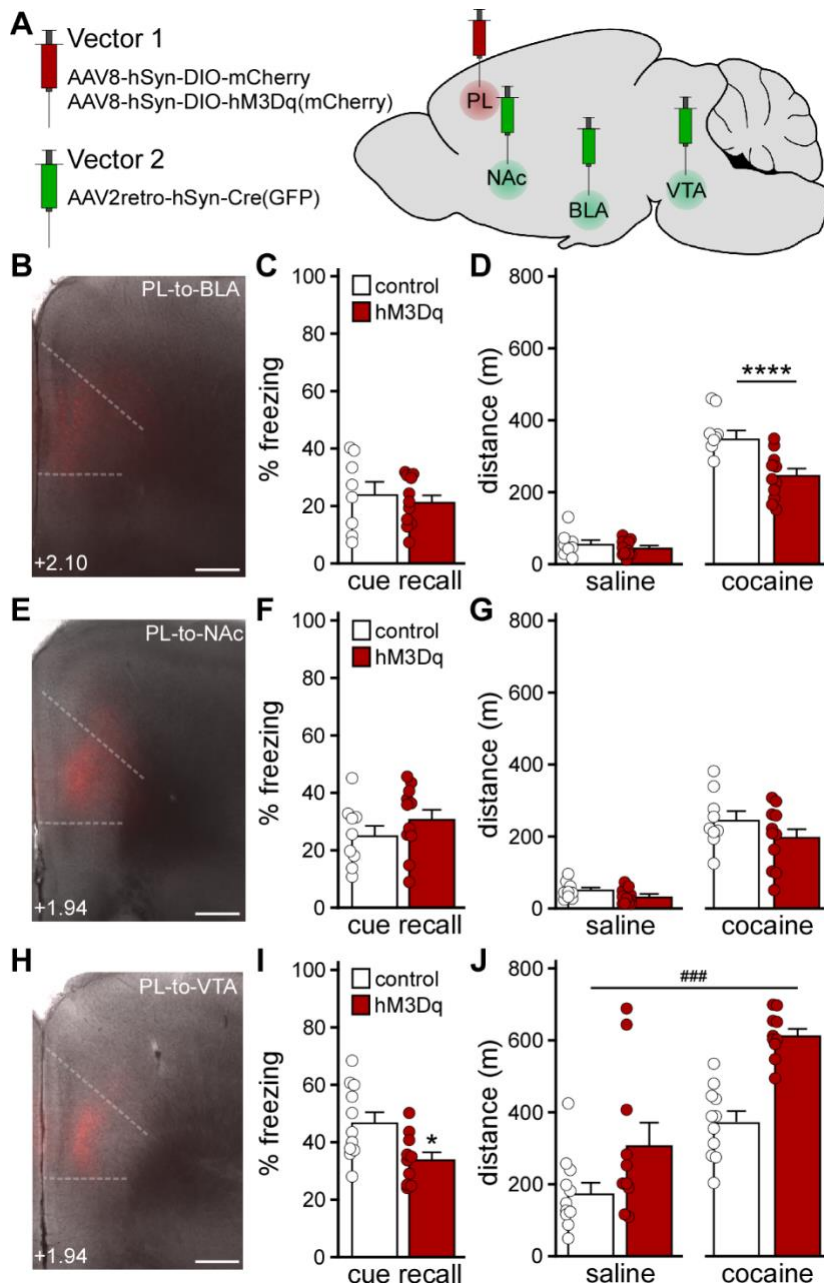 A
Vector 1
AAV8-hSyn-DIO-mCherry
AAV8-hSyn-DIO-hM3Dq(mCherry)
Vector 2
AAV2retro-hSyn-Cre(GFP)
PL
NAc
BLA
VTA
B
PL-to-BLA
+2.10
C
% freezing
100
80
60
40
20
0
control
hM3Dq
cue recall
D
distance (m)
800
600
400
200
0
****
saline
cocaine
E
PL-to-NAc
+1.94
F
% freezing
100
80
60
40
20
0
control
hM3Dq
cue recall
G
distance (m)
800
600
400
200
0
saline
cocaine
H
PL-to-VTA
+1.94
I
% freezing
100
80
60
40
20
0
control
hM3Dq
*
cue recall
J
distance (m)
800
600
400
200
0
###
saline
cocaine